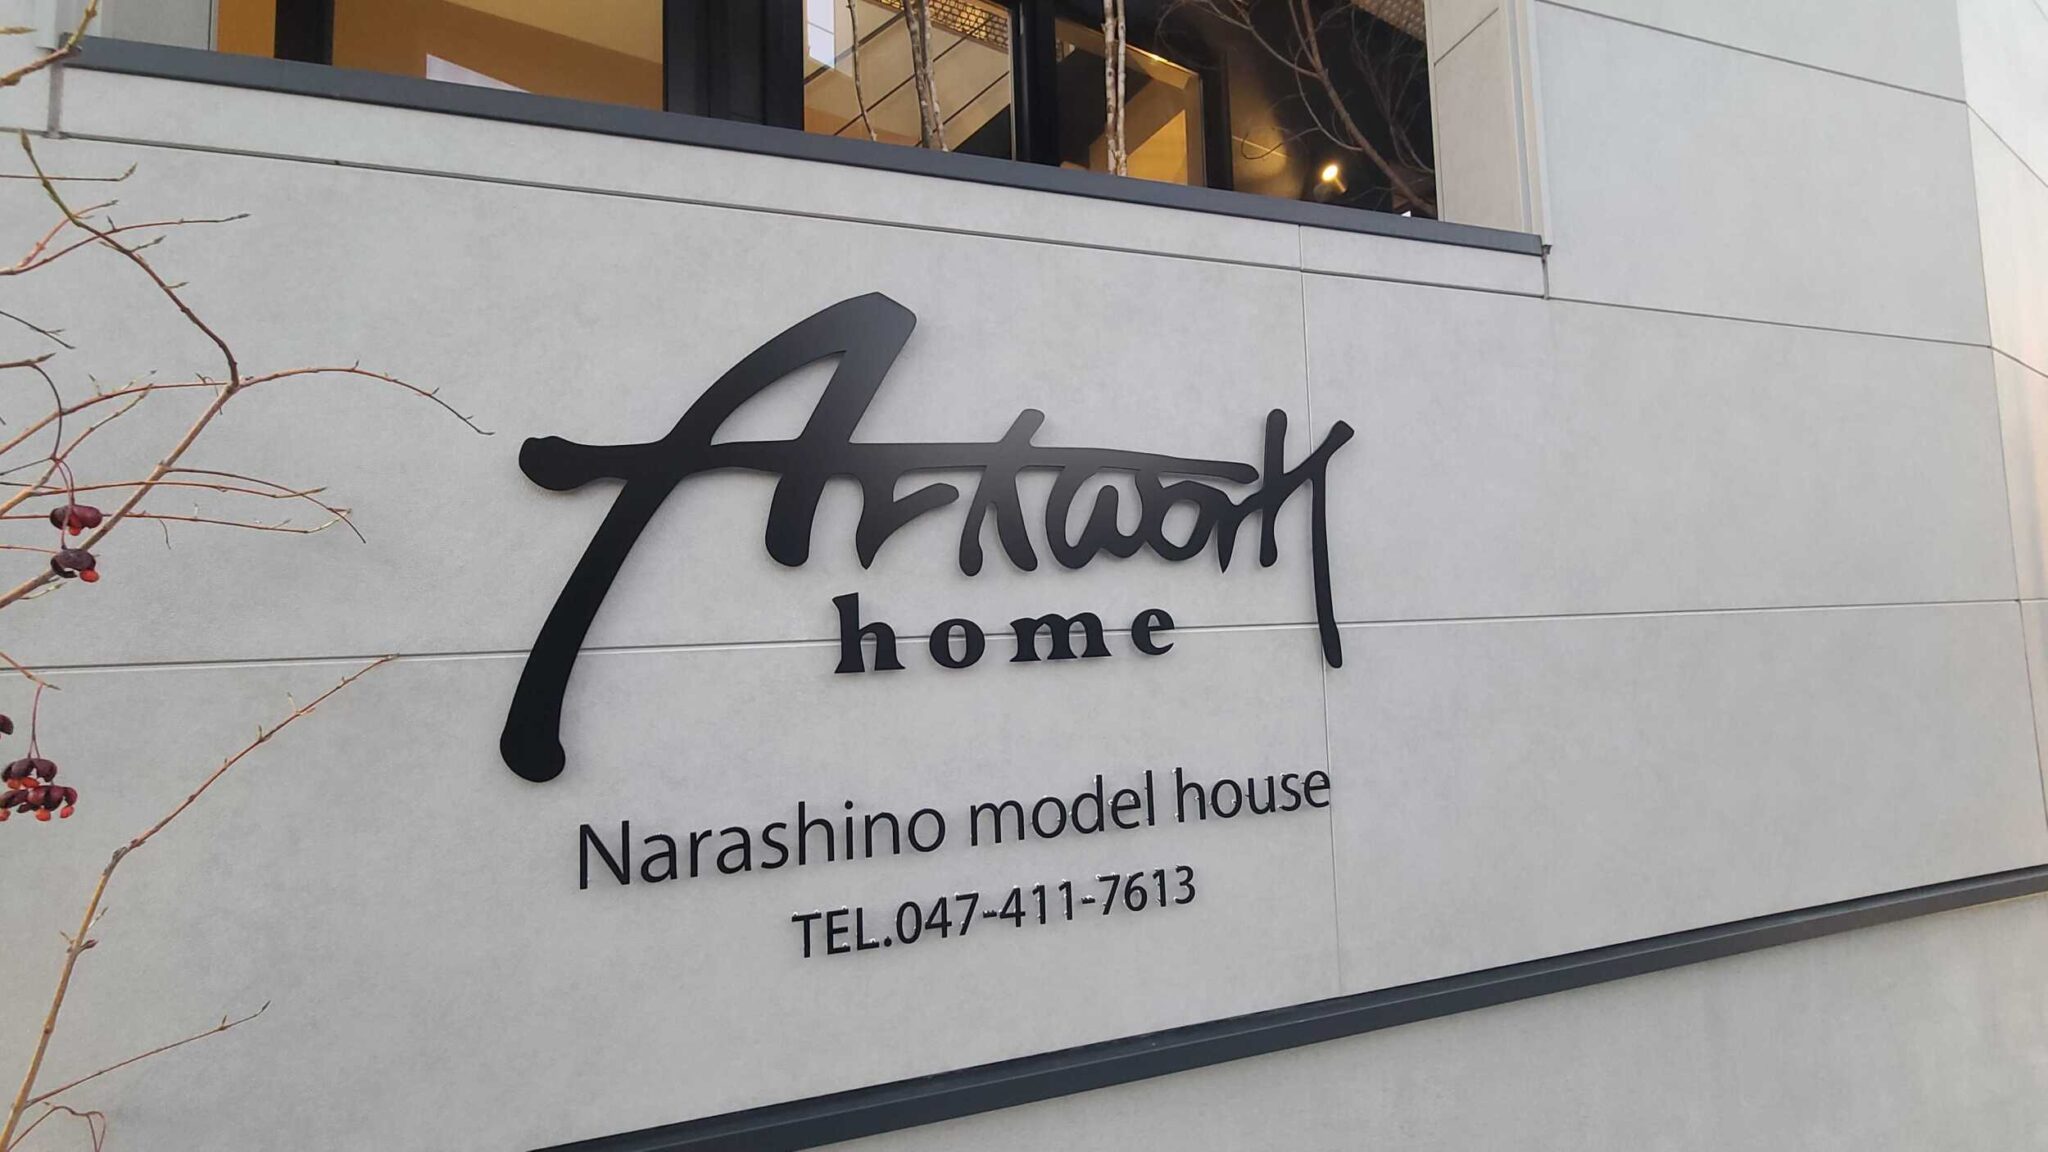 Artwork
home
Narashino model house
TEL.047-411-7613